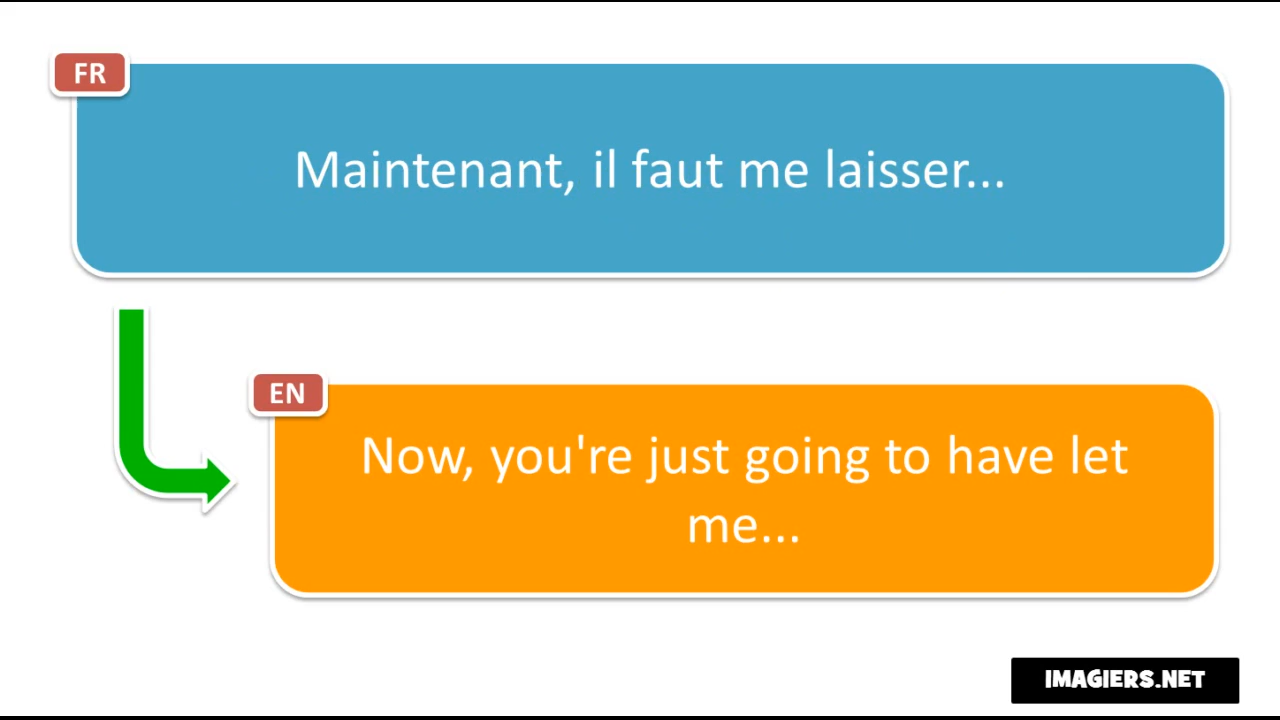 FR
Maintenant, il faut me laisser...
EN
Now, you're just going to have let
me...
IMAGIERS.NET